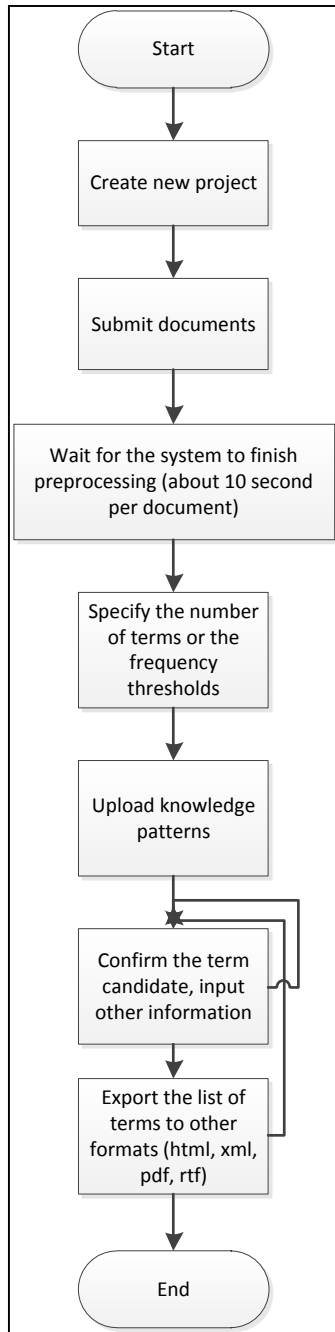 Start
Create new project
Submit documents
Wait for the system to finish
preprocessing (about 10 second
per document)
Specify the number
of terms or the
frequency
thresholds
Upload knowledge
patterns
Confirm the term
candidate, input
other information
Export the list of
terms to other
formats (html, xml,
pdf, rtf)
End